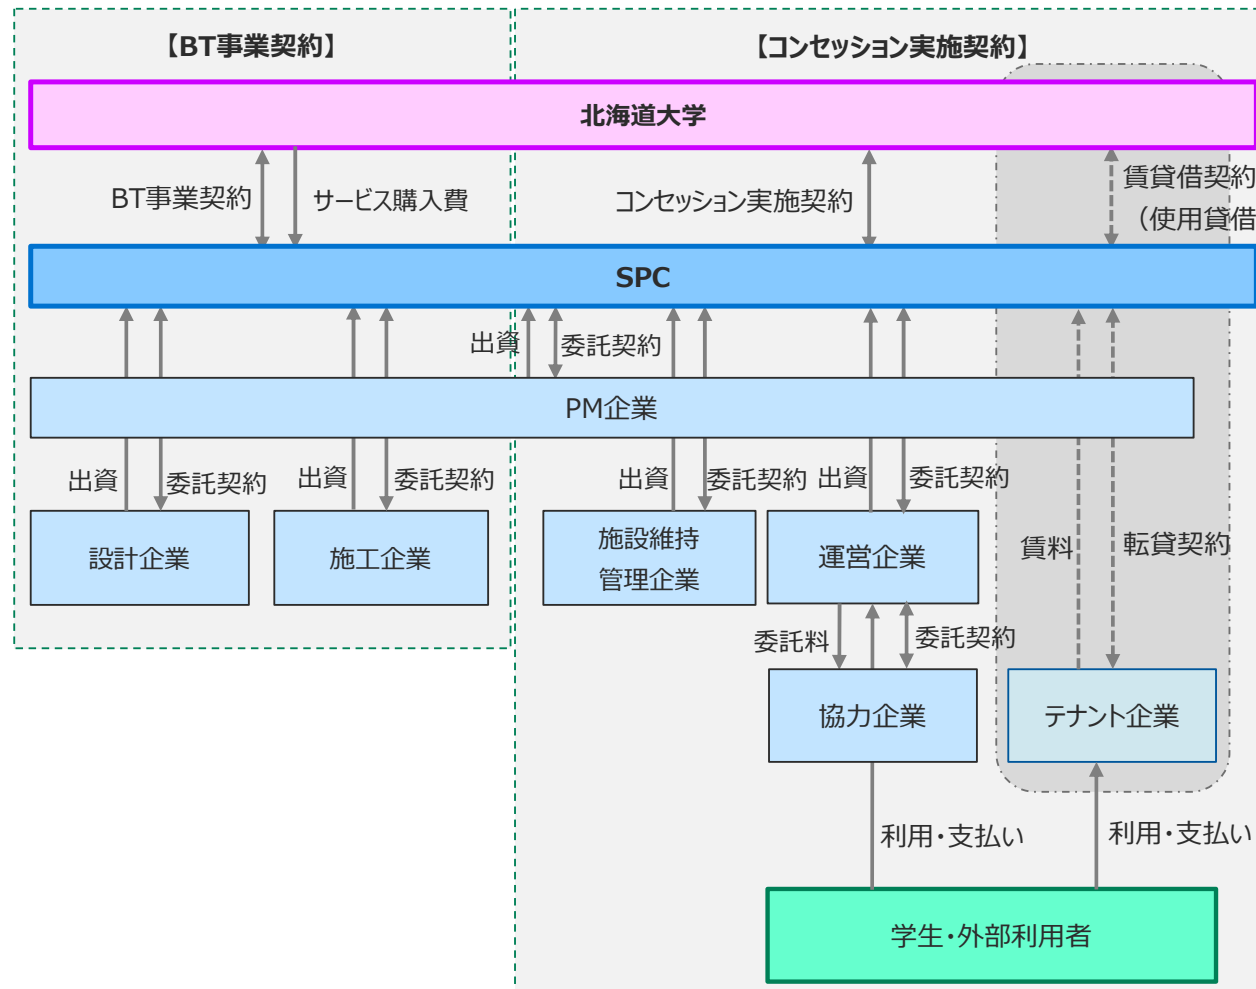 【BT事業契約】
【コンセッション実施契約】
北海道大学
BT事業契約
サービス購入費
コンセッション実施契約
賃貸借契約
（使用貸借
SPC
出資
委託契約
PM企業
出資
委託契約
出資
委託契約
出資
委託契約
出資
委託契約
設計企業
施工企業
施設維持
管理企業
運営企業
賃料
転貸契約
委託料
委託契約
協力企業
テナント企業
利用・支払い
利用・支払い
学生・外部利用者